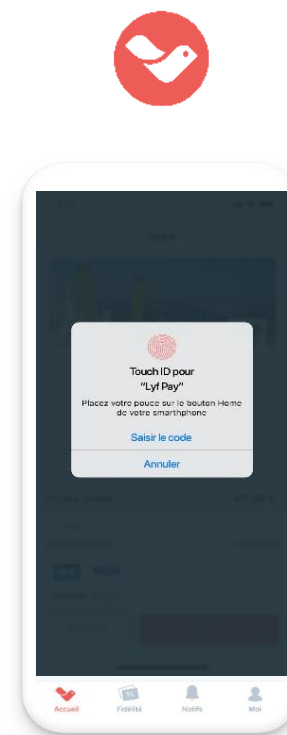 Touch ID pour
"Lyf Pay"
Placez votre pouce sur le bouton Home
de votre smarthphone
Saisir le code
Annuler
Accueil
Fidélité
Notifs
Moi